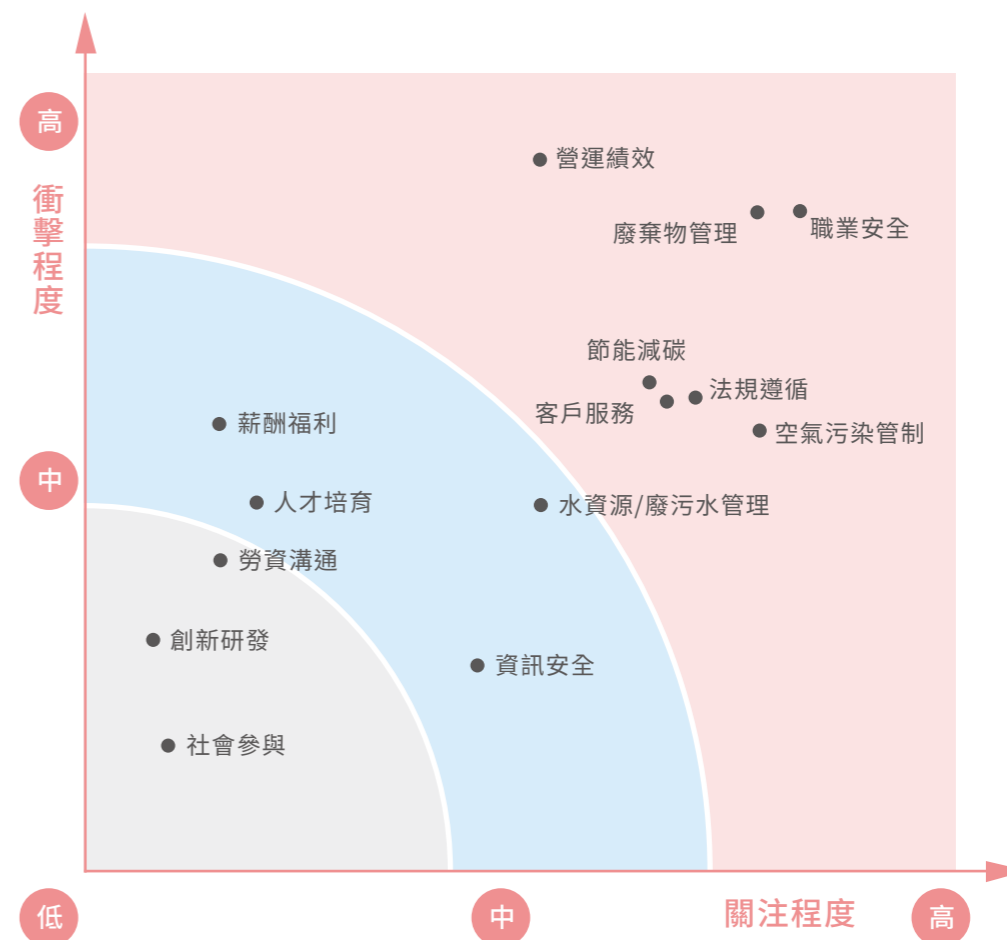 高
衝擊程度
營運績效
廢棄物管理
職業安全
節能減碳
法規遵循
客戶服務
空氣污染管制
薪酬福利
中
人才培育
水資源/廢污水管理
勞資溝通
創新研發
資訊安全
社會參與
低
中
關注程度
高